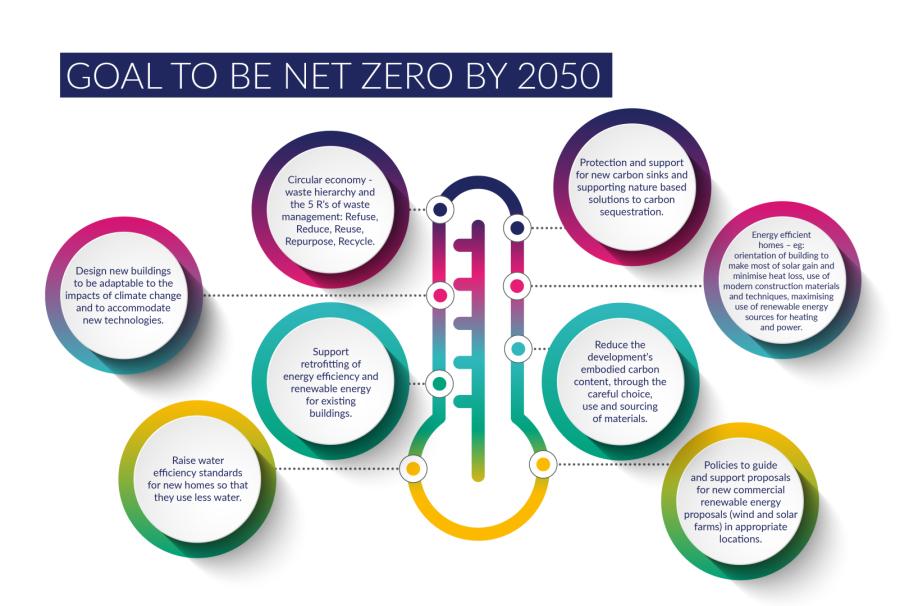 GOAL TO BE NET ZERO BY 2050
Circular economy -
waste hierarchy and
the 5 R's of waste
management: Refuse,
Reduce, Reuse,
Repurpose, Recycle.
Protection and support
for new carbon sinks and
supporting nature based
solutions to carbon
sequestration.
Design new buildings
to be adaptable to the
impacts of climate change
and to accommodate
new technologies.
Energy efficient
homes – eg:
orientation of building to
make most of solar gain and
minimise heat loss, use of
modern construction materials
and techniques, maximising
use of renewable energy
sources for heating
and power.
Support
retrofitting of
energy efficiency and
renewable energy
for existing
buildings.
Reduce the
development's
embodied carbon
content, through the
careful choice,
use and sourcing
of materials.
Raise water
efficiency standards
for new homes so that
they use less water.
Policies to guide
and support proposals
for new commercial
renewable energy
proposals (wind and solar
farms) in appropriate
locations.